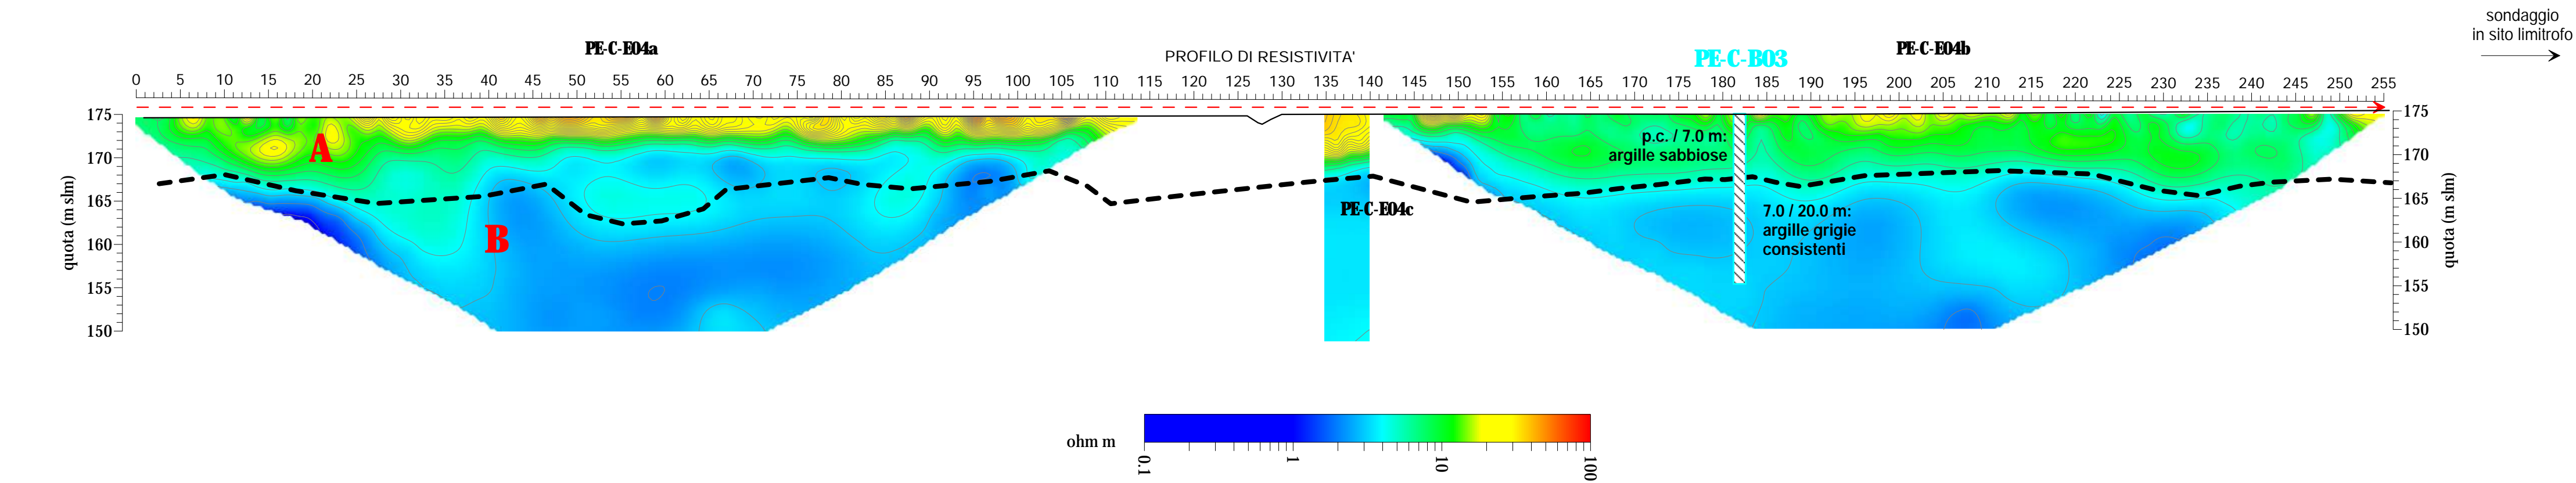 sondaggio
in sito limitrofo
PE-C-E04a
PROFILO DI RESISTIVITA'
PE-C-B03
PE-C-E04b
0 5 10 15 20 25 30 35 40 45 50 55 60 65 70 75 80 85 90 95 100 105 110 115 120 125 130 135 140 145 150 155 160 165 170 175 180 185 190 195 200 205 210 215 220 225 230 235 240 245 250 255
175
170
165
160
155
150
quota (m slm)
A
B
PE-C-E04c
p.c. / 7.0 m:
argille sabbiose
7.0 / 20.0 m:
argille grigie
consistenti
175
170
165
160
155
150
quota (m slm)
ohm m
0.1 1 10 100